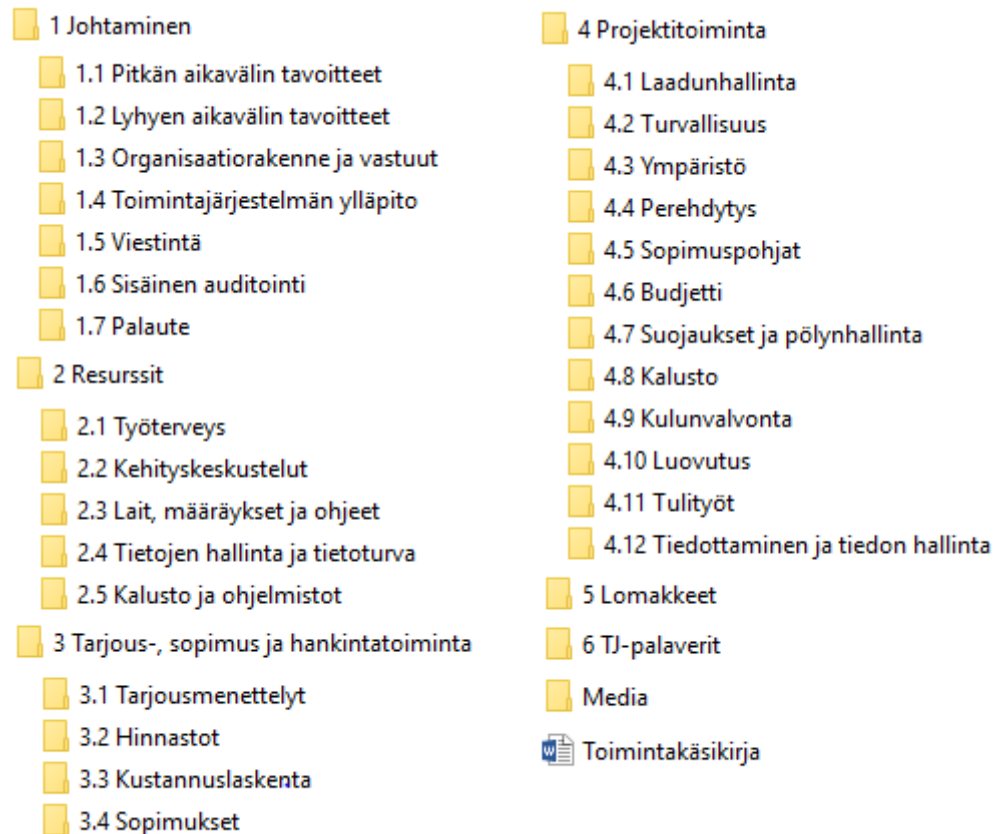 1 Johtaminen
1.1 Pitkän aikavälin tavoitteet
1.2 Lyhyen aikavälin tavoitteet
1.3 Organisaatiorakenne ja vastuut
1.4 Toimintajärjestelmän ylläpito
1.5 Viestintä
1.6 Sisäinen auditointi
1.7 Palaute
2 Resurssit
2.1 Työterveys
2.2 Kehityskeskustelut
2.3 Lait, määräykset ja ohjeet
2.4 Tietojen hallinta ja tietoturva
2.5 Kalusto ja ohjelmistot
3 Tarjous-, sopimus ja hankintatoiminta
3.1 Tarjousmenettelyt
3.2 Hinnastot
3.3 Kustannuslaskenta
3.4 Sopimukset
4 Projektitoiminta
4.1 Laadunhallinta
4.2 Turvallisuus
4.3 Ympäristö
4.4 Perehdytys
4.5 Sopimuspohjat
4.6 Budjetti
4.7 Suojaukset ja pölynhallinta
4.8 Kalusto
4.9 Kulunvalvonta
4.10 Luovutus
4.11 Tulityöt
4.12 Tiedottaminen ja tiedon hallinta
5 Lomakkeet
6 TJ-palaverit
Media
Toimintakäsikirja